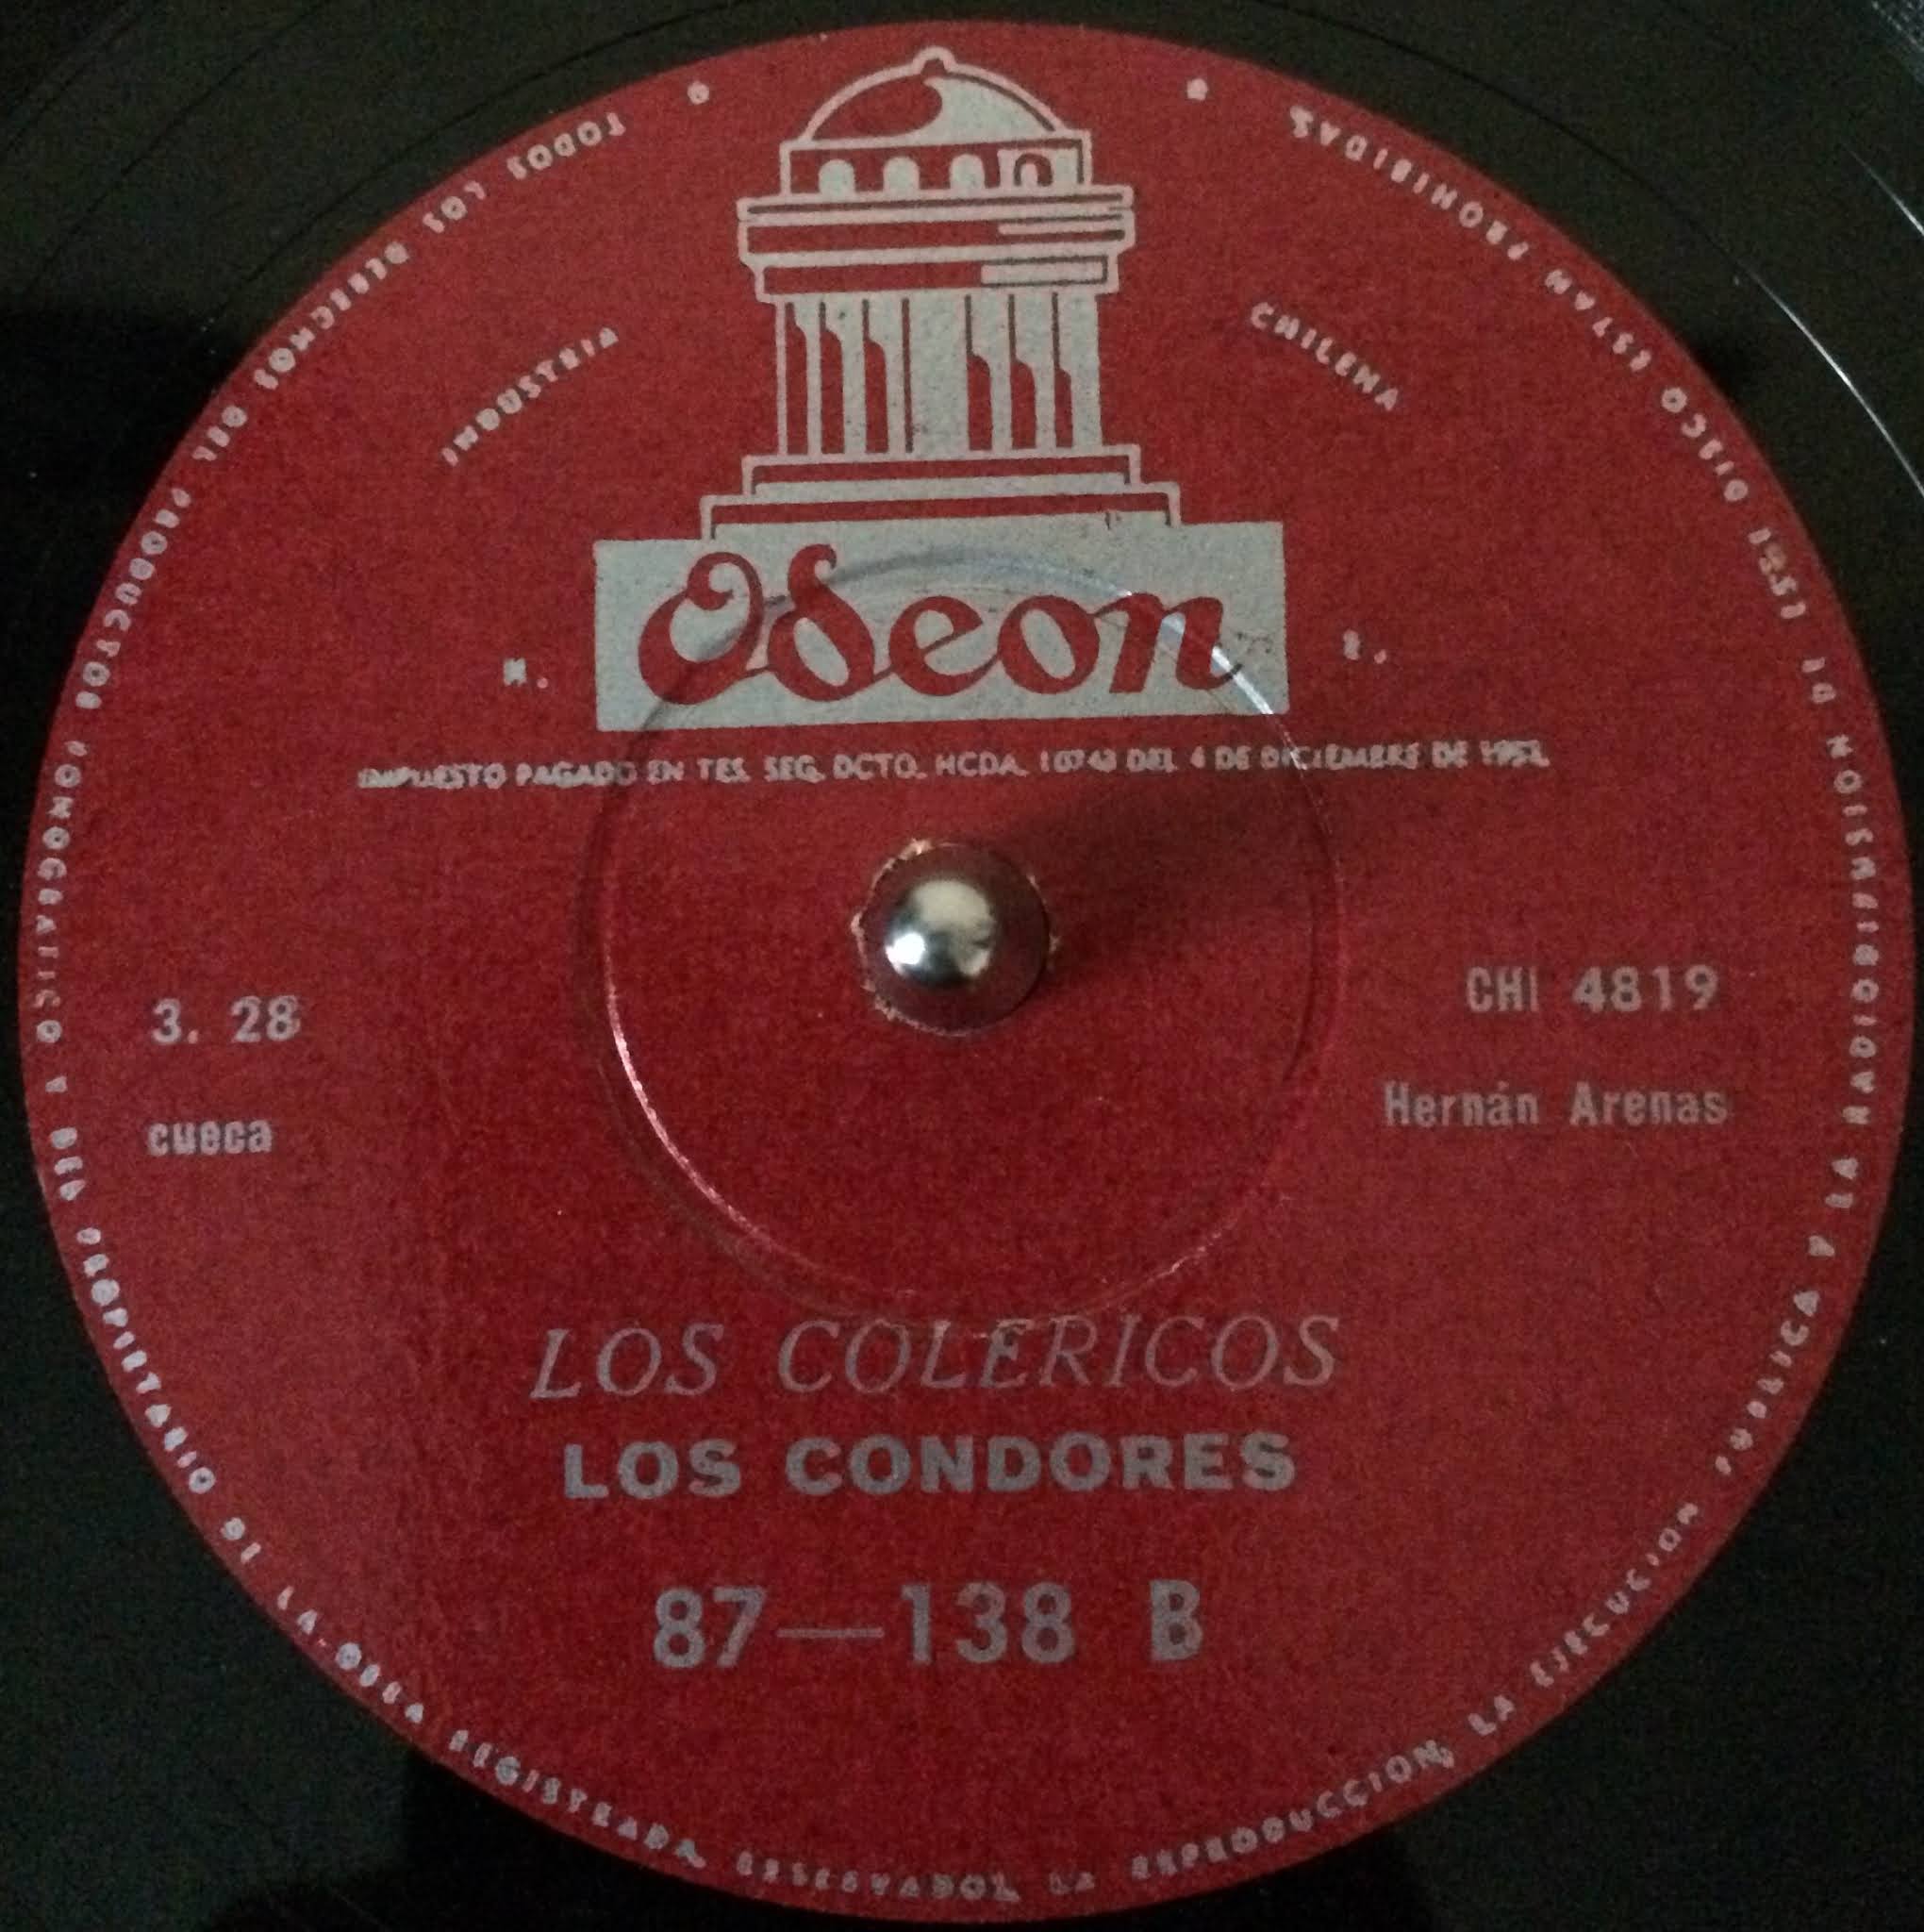 TODOS LOS DERECHOS DEL PRODUCTOR FONOGRAFICO Y DEL PROPIETARIO DE LA OBRA REGISTRADA RESERVADOS. LA REPRODUCCION, LA EJECUCION PUBLICA Y LA RADIODIFUSION DE ESTE DISCO ESTAN PROHIBIDAS
INDUSTRIA CHILENA
Odeon
M. R.
IMPUESTO PAGADO EN TES. SEG. DCTO. HCDA. 10743 DEL 4 DE DICIEMBRE DE
3. 28
CHI 4819
cueca
Hernán Arenas
LOS COLERICOS
LOS CONDORES
87—138 B